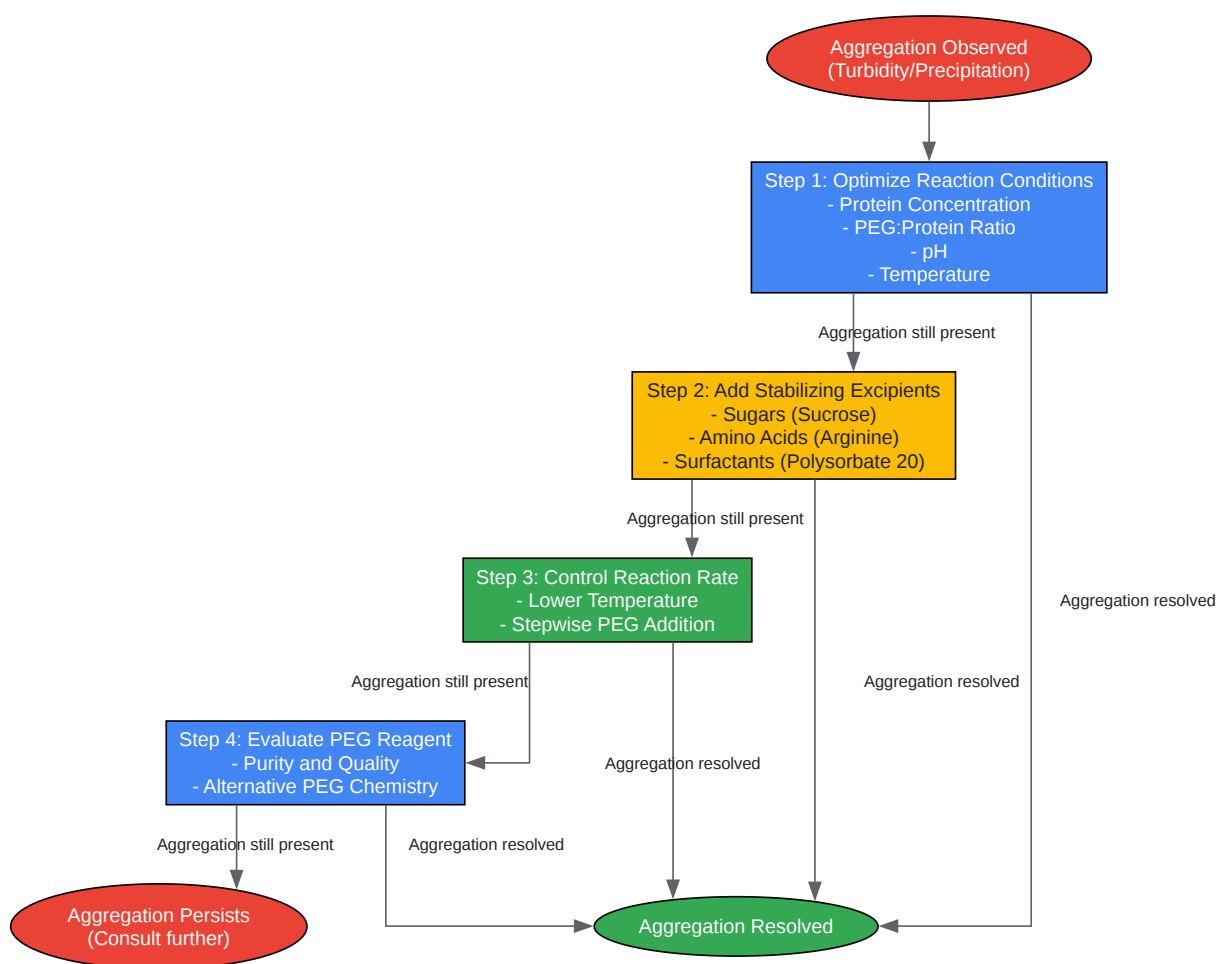 Aggregation Observed
(Turbidity/Precipitation)
Step 1: Optimize Reaction Conditions
- Protein Concentration
- PEG:Protein Ratio
- pH
- Temperature
Aggregation still present
Step 2: Add Stabilizing Excipients
- Sugars (Sucrose)
- Amino Acids (Arginine)
- Surfactants (Polysorbate 20)
Aggregation still present
Step 3: Control Reaction Rate
- Lower Temperature
- Stepwise PEG Addition
Aggregation resolved
Aggregation still present
Aggregation resolved
Step 4: Evaluate PEG Reagent
- Purity and Quality
- Alternative PEG Chemistry
Aggregation resolved
Aggregation still present
Aggregation resolved
Aggregation Persists
(Consult further)
Aggregation Resolved